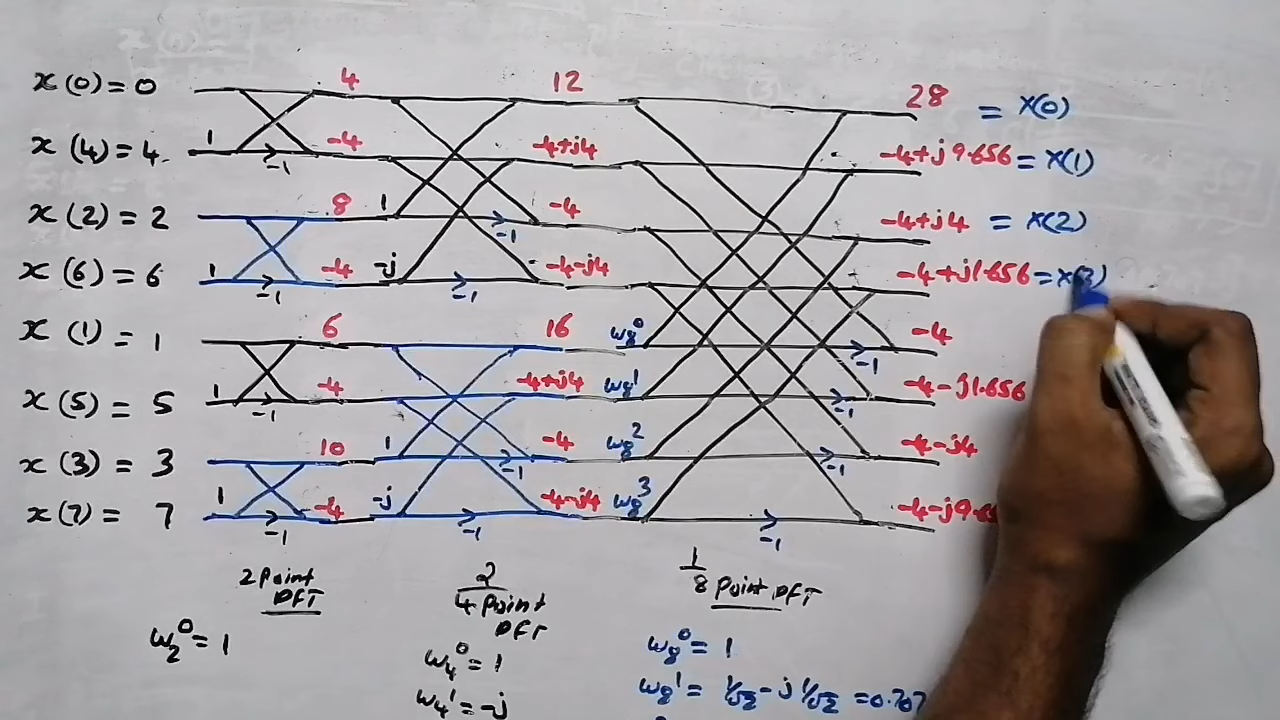 x(0) = 0 4 12 28 = X(0)
x(4) = 4 1 -1 -4 -4+j4 -4+j9.656 = X(1)
x(2) = 2 8 1 -1 -4 -4+j4 = X(2)
x(6) = 6 1 -1 -4 -j -1 -4-j4 -4+j1.656 = X(3)
x(1) = 1 6 16 w8^0 -1 -4
x(5) = 5 1 -1 -4 -4+j4 w8^1 -1 -4-j1.656
x(3) = 3 10 1 -1 -4 w8^2 -1 -4-j4
x(7) = 7 1 -1 -4 -j -1 -4-j4 w8^3 -1
2 Point DFT
2
4 Point DFT
1
8 Point DFT
w2^0 = 1
w4^0 = 1
w4^1 = -j
w8^0 = 1
w8^1 = 1/√2 - j 1/√2 = 0.707